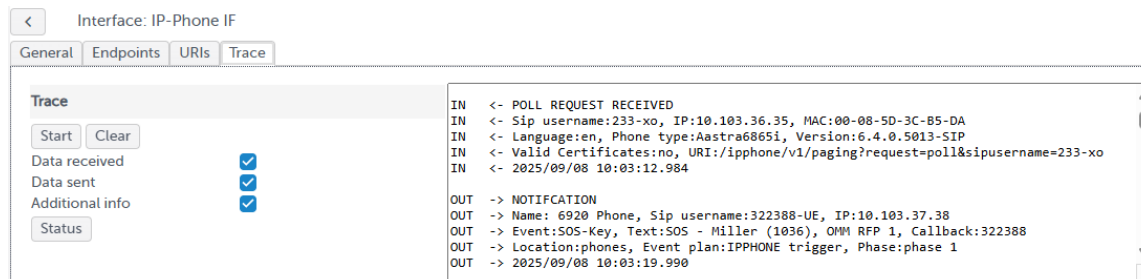 Interface: IP-Phone IF
General Endpoints URIs Trace
Trace
Start Clear
Data received
Data sent
Additional info
Status
IN <- POLL REQUEST RECEIVED
IN <- Sip username:233-xo, IP:10.103.36.35, MAC:00-08-5D-3C-B5-DA
IN <- Language:en, Phone type:Aastra6865i, Version:6.4.0.5013-SIP
IN <- Valid Certificates:no, URI:/ipphone/v1/paging?request=poll&sipusername=233-xo
IN <- 2025/09/08 10:03:12.984
OUT -> NOTIFCATION
OUT -> Name: 6920 Phone, Sip username:322388-UE, IP:10.103.37.38
OUT -> Event:SOS-Key, Text:SOS - Miller (1036), OMM RFP 1, Callback:322388
OUT -> Location:phones, Event plan:IPPHONE trigger, Phase:phase 1
OUT -> 2025/09/08 10:03:19.990